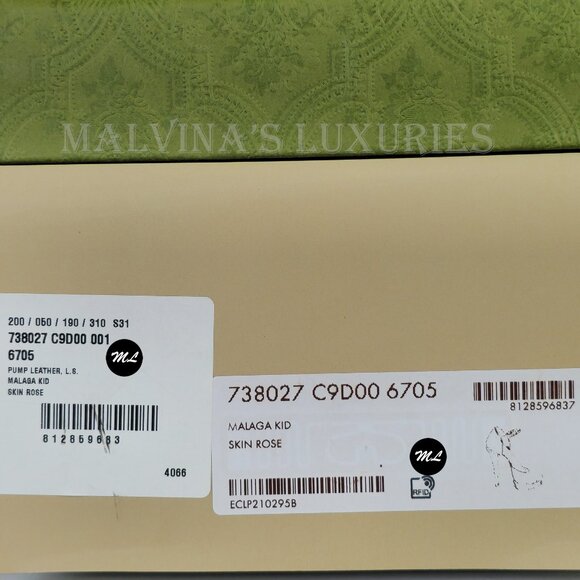 MALVINA'S LUXURIES
200 / 050 / 190 / 310 S31
738027 C9D00 001
6705
ML
PUMP LEATHER, L.S.
MALAGA KID
SKIN ROSE
812859683
4066
738027 C9D00 6705
8128596837
MALAGA KID
SKIN ROSE
ML
RFID
ECLP210295B